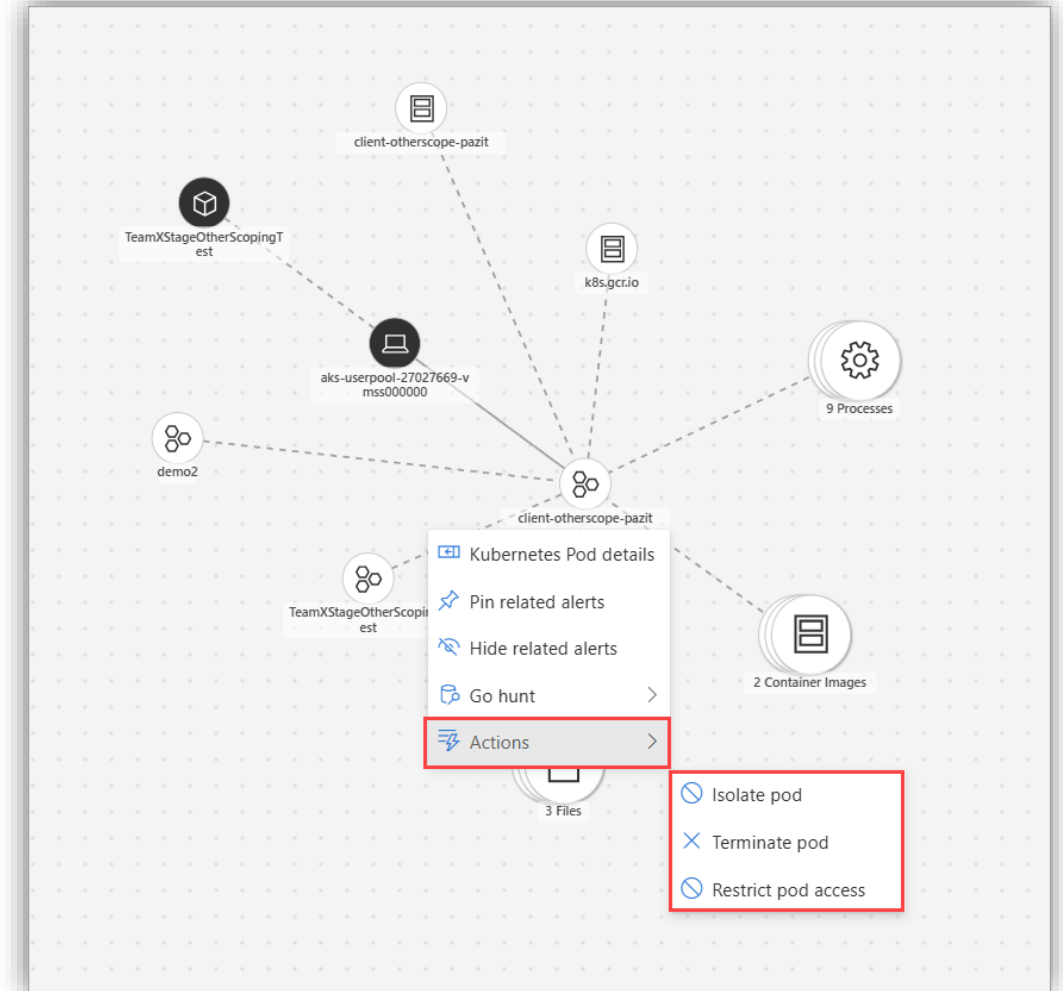 client-otherscope-pazit
TeamXStageOtherScopingT
est
k8s.gcr.io
aks-userpool-27027669-v
mss000000
9 Processes
demo2
client-otherscope-pazit
Kubernetes Pod details
TeamXStageOtherScopin
est
Pin related alerts
Hide related alerts
2 Container Images
Go hunt
Actions
3 Files
Isolate pod
Terminate pod
Restrict pod access